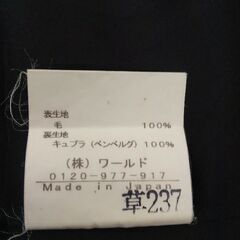 表生地
毛 100%
裏生地
キュプラ (ベンベルグ) 100%
(株) ワールド
0120-977-917
Made in Japan
草237